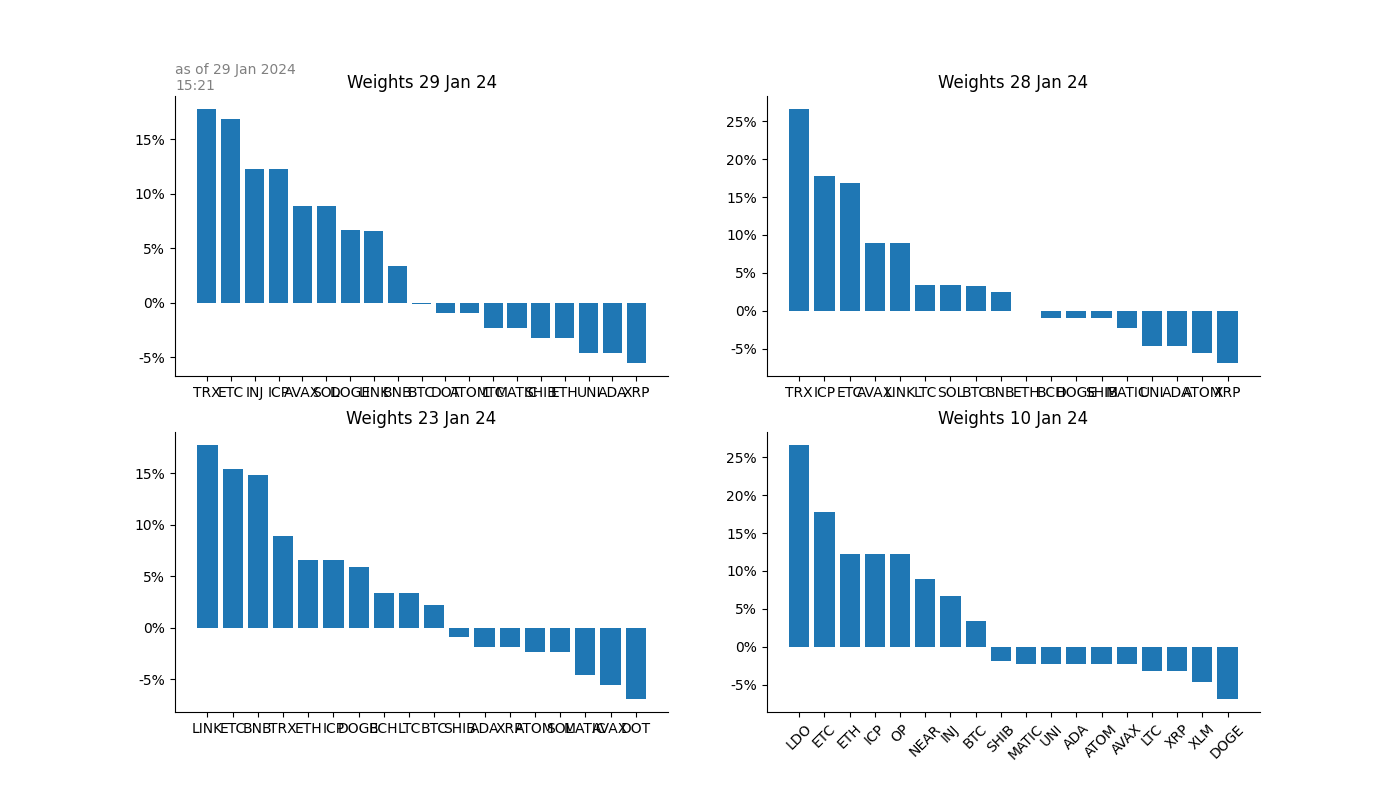 as of 29 Jan 2024
15:21
Weights 29 Jan 24
15%
10%
5%
0%
-5%
TRX ETC INJ ICP AVAX SOL DOGE LINK BNB BTC DOT ATOM LTC MATIC SHIB ETH UNI ADA XRP
Weights 28 Jan 24
25%
20%
15%
10%
5%
0%
-5%
TRX ICP ETC AVAX LINK LTC SOL BTC BNB ETH BCH DOGE SHIB MATIC UNI ADA ATOM XRP
Weights 23 Jan 24
15%
10%
5%
0%
-5%
LINK ETC BNB TRX ETH ICP DOGE BCH LTC BTC SHIB ADA XRP ATOM SOL MATIC AVAX DOT
Weights 10 Jan 24
25%
20%
15%
10%
5%
0%
-5%
LDO ETC ETH ICP OP NEAR INJ BTC SHIB MATIC UNI ADA ATOM AVAX LTC XRP XLM DOGE